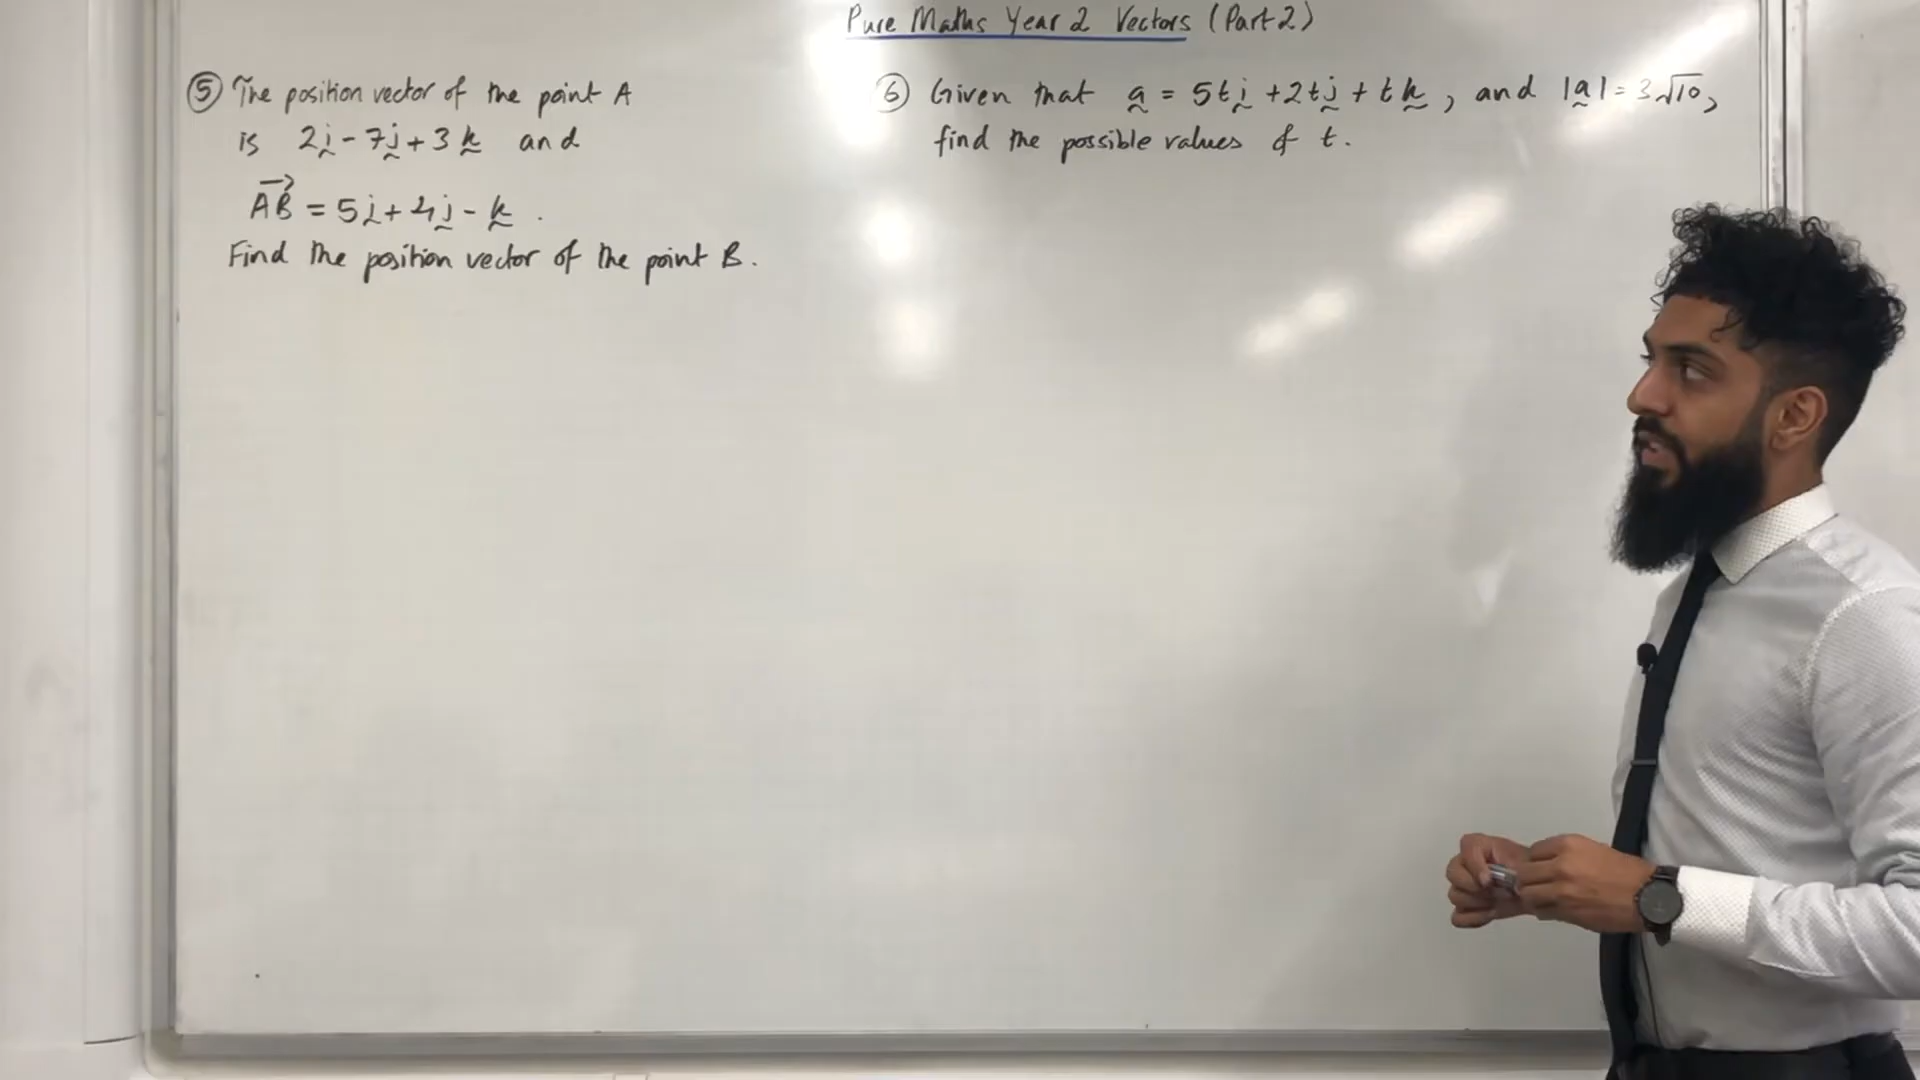 Pure Maths Year 2 Vectors (Part 2)
⑤ The position vector of the point A
is 2i - 7j + 3k and
AB→ = 5i + 4j - k .
Find the position vector of the point B.
⑥ Given that a = 5ti + 2tj + tk, and |a| = 3√10,
find the possible values of t.